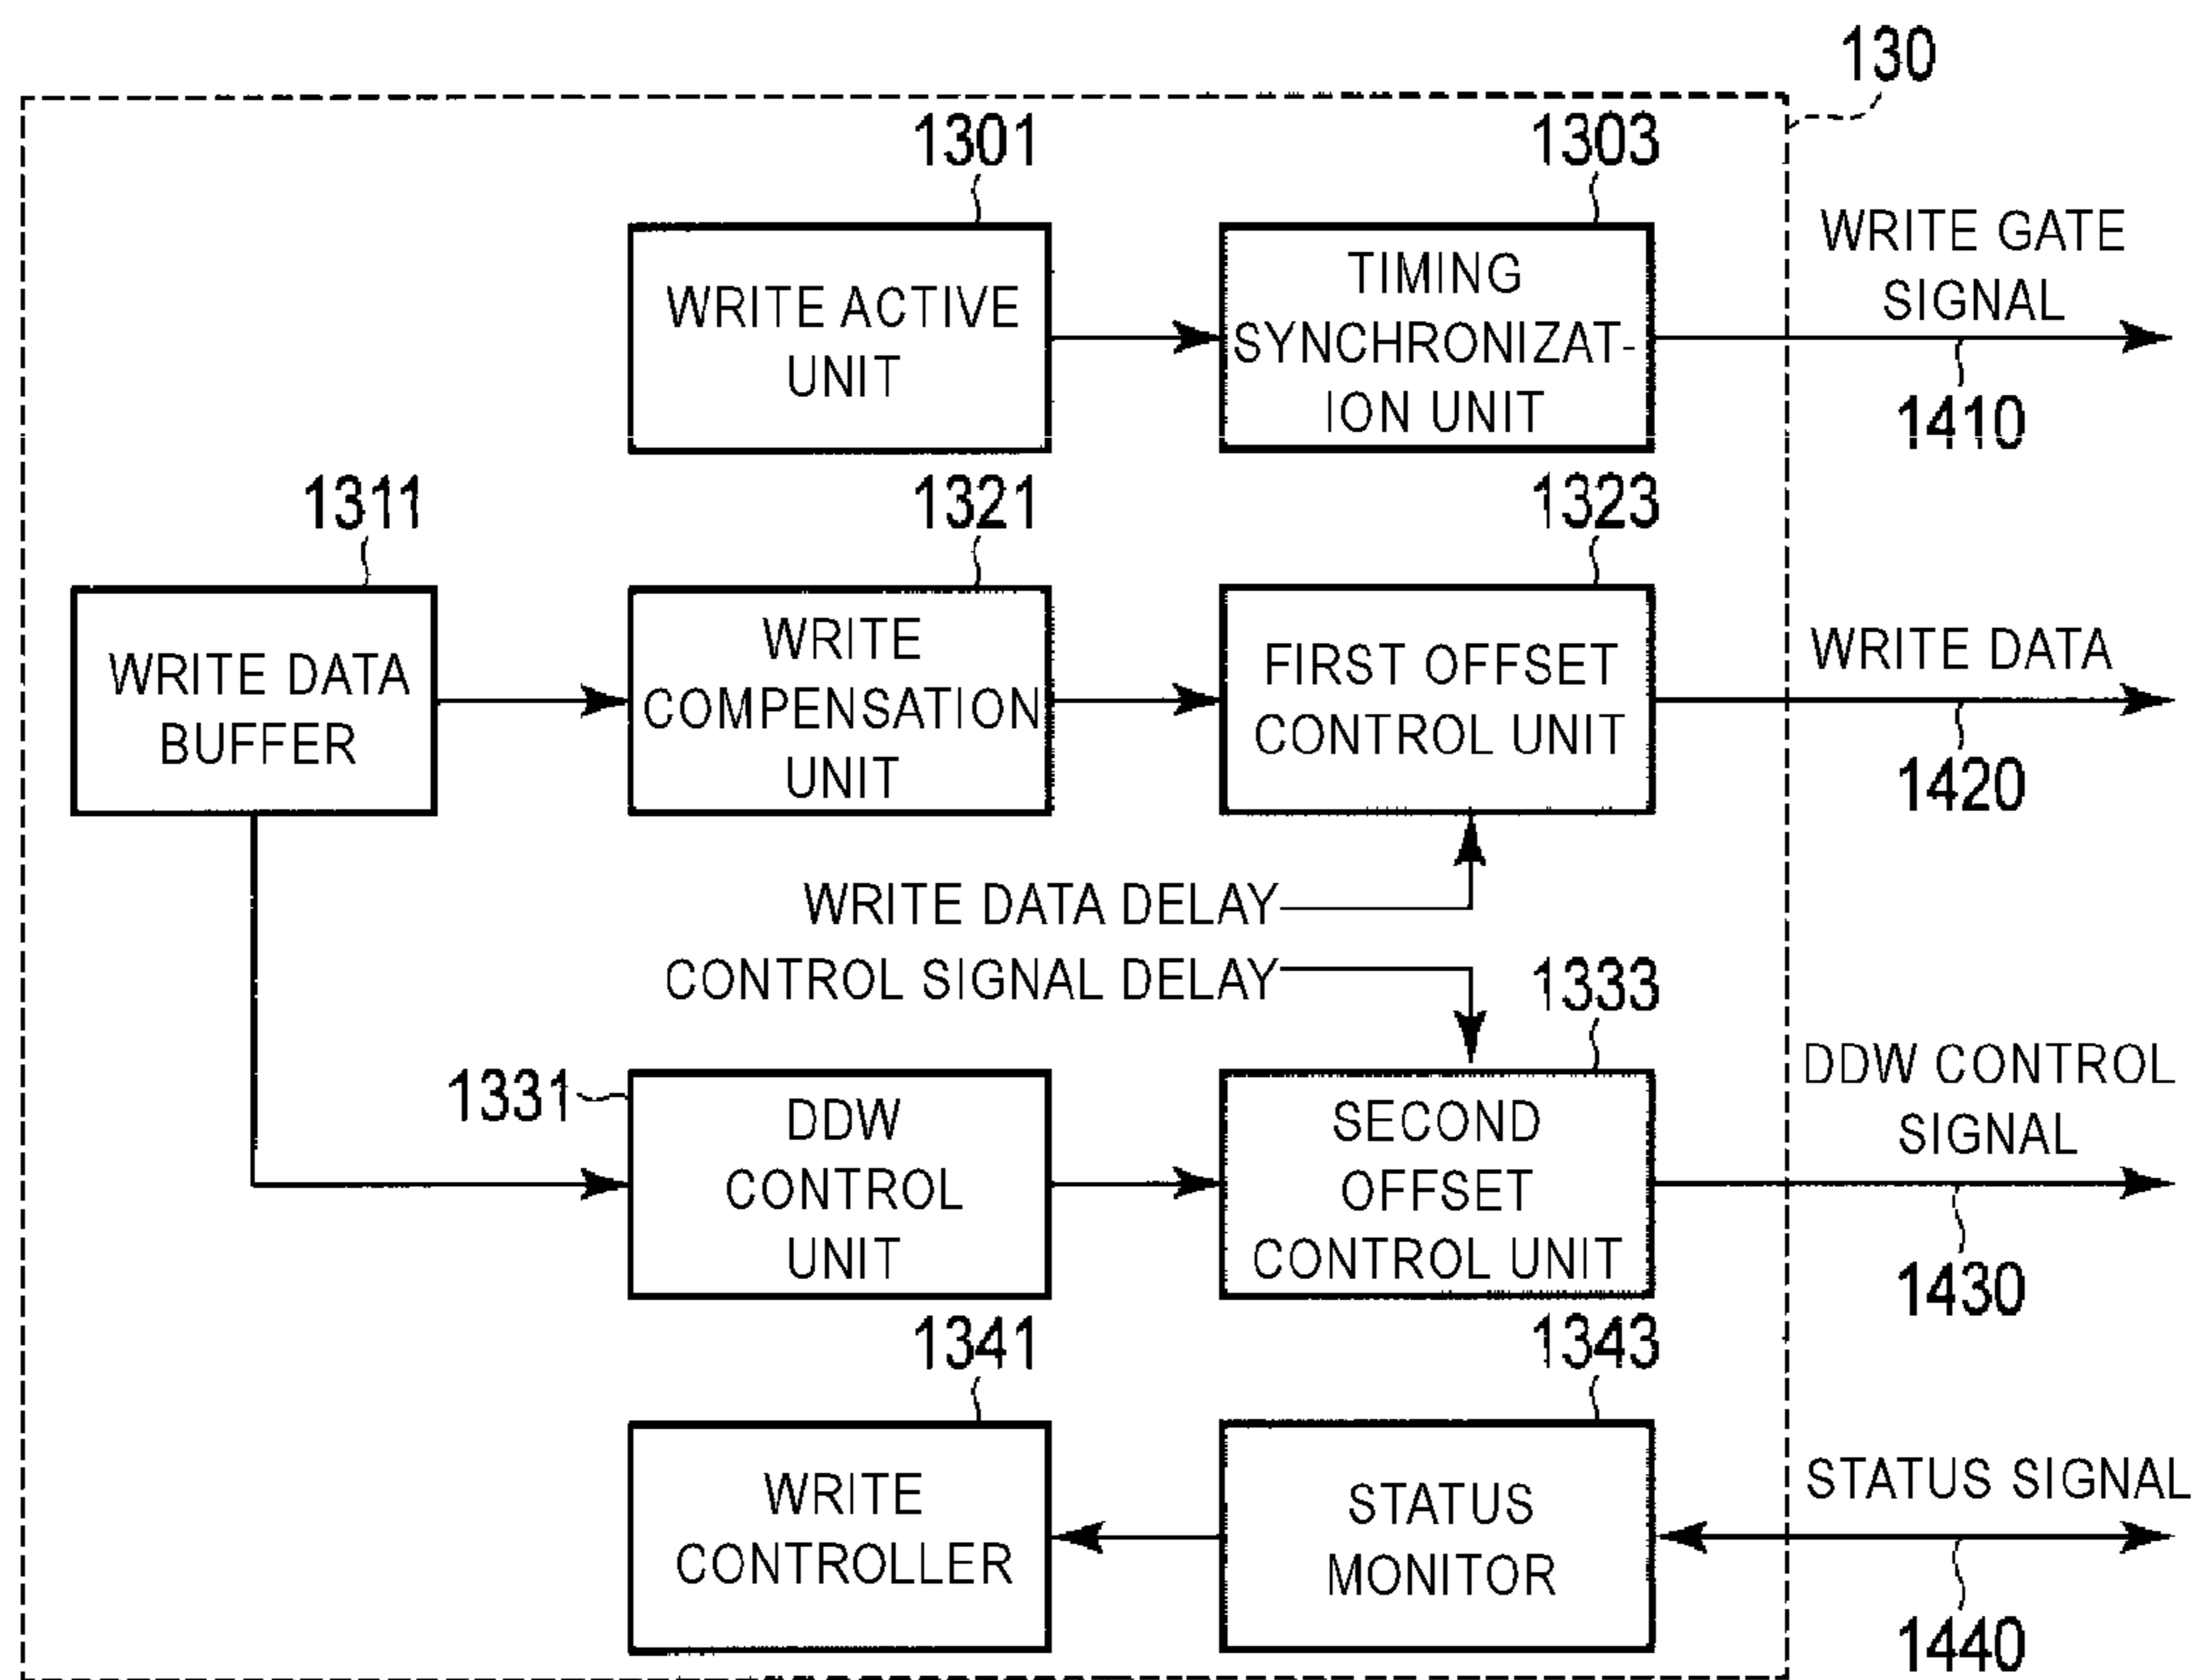 130
1301
1303
WRITE ACTIVE
UNIT
TIMING
SYNCHRONIZAT-
ION UNIT
WRITE GATE
SIGNAL
1410
1311
1321
1323
WRITE DATA
BUFFER
WRITE
COMPENSATION
UNIT
FIRST OFFSET
CONTROL UNIT
WRITE DATA
1420
WRITE DATA DELAY
CONTROL SIGNAL DELAY
1331
1333
DDW
CONTROL
UNIT
SECOND
OFFSET
CONTROL UNIT
DDW CONTROL
SIGNAL
1430
1341
1343
WRITE
CONTROLLER
STATUS
MONITOR
STATUS SIGNAL
1440